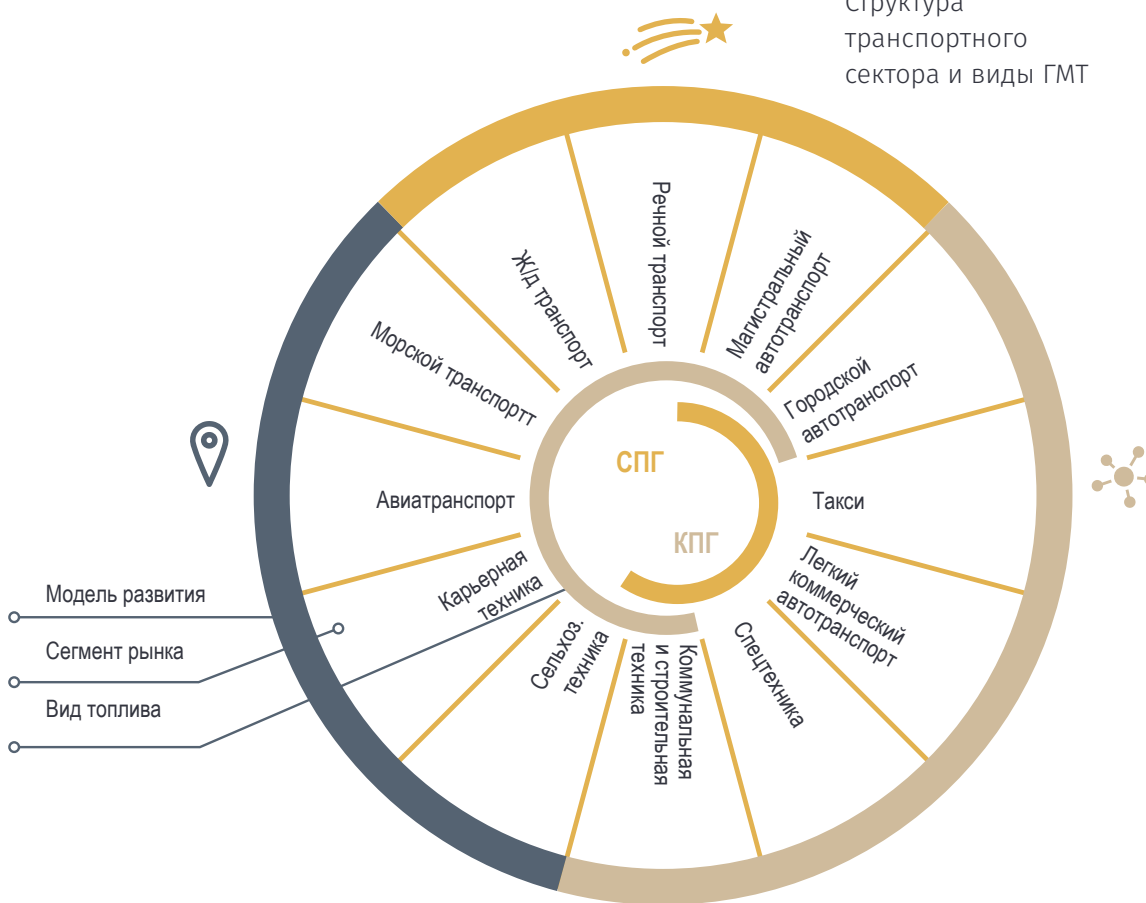 Структура
транспортного
сектора и виды ГМТ
Речной транспорт
Магистральный
автотранспорт
Городской
автотранспорт
Такси
Легкий
коммерческий
автотранспорт
Спецтехника
Коммунальная
и строительная
техника
Сельхоз.
техника
Карьерная
техника
Авиатранспорт
Морской транспортт
Ж/д транспорт
СПГ
КПГ
Модель развития
Сегмент рынка
Вид топлива